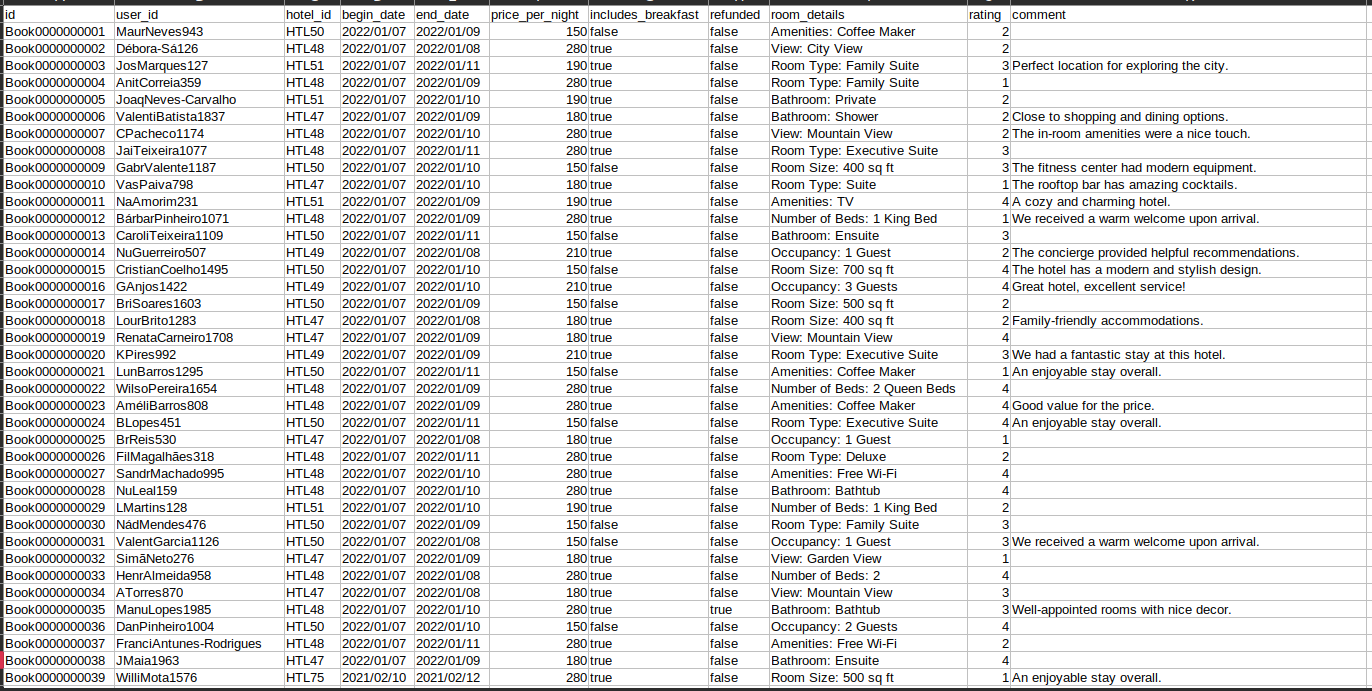 id user_id hotel_id begin_date end_date price_per_night includes_breakfast refunded room_details rating comment
Book0000000001 MaurNeves943 HTL50 2022/01/07 2022/01/09 150 false false Amenities: Coffee Maker 2
Book0000000002 Débora-Sá126 HTL48 2022/01/07 2022/01/08 280 true false View: City View 2
Book0000000003 JosMarques127 HTL51 2022/01/07 2022/01/11 190 true false Room Type: Family Suite 3 Perfect location for exploring the city.
Book0000000004 AnitCorreia359 HTL48 2022/01/07 2022/01/09 280 true false Room Type: Family Suite 1
Book0000000005 JoaqNeves-Carvalho HTL51 2022/01/07 2022/01/10 190 true false Bathroom: Private 2
Book0000000006 ValentiBatista1837 HTL47 2022/01/07 2022/01/09 180 true false Bathroom: Shower 2 Close to shopping and dining options.
Book0000000007 CPacheco1174 HTL48 2022/01/07 2022/01/10 280 true false View: Mountain View 2 The in-room amenities were a nice touch.
Book0000000008 JaiTeixeira1077 HTL48 2022/01/07 2022/01/11 280 true false Room Type: Executive Suite 3
Book0000000009 GabrValente1187 HTL50 2022/01/07 2022/01/10 150 false false Room Size: 400 sq ft 3 The fitness center had modern equipment.
Book0000000010 VasPaiva798 HTL47 2022/01/07 2022/01/10 180 true false Room Type: Suite 1 The rooftop bar has amazing cocktails.
Book0000000011 NaAmorim231 HTL51 2022/01/07 2022/01/09 190 true false Amenities: TV 4 A cozy and charming hotel.
Book0000000012 BárbarPinheiro1071 HTL48 2022/01/07 2022/01/09 280 true false Number of Beds: 1 King Bed 1 We received a warm welcome upon arrival.
Book0000000013 CaroliTeixeira1109 HTL50 2022/01/07 2022/01/11 150 false false Bathroom: Ensuite 3
Book0000000014 NuGuerreiro507 HTL49 2022/01/07 2022/01/08 210 true false Occupancy: 1 Guest 2 The concierge provided helpful recommendations.
Book0000000015 CristianCoelho1495 HTL50 2022/01/07 2022/01/10 150 false false Room Size: 700 sq ft 4 The hotel has a modern and stylish design.
Book0000000016 GAnjos1422 HTL49 2022/01/07 2022/01/10 210 true false Occupancy: 3 Guests 4 Great hotel, excellent service!
Book0000000017 BriSoares1603 HTL50 2022/01/07 2022/01/09 150 false false Room Size: 500 sq ft 2
Book0000000018 LourBrito1283 HTL47 2022/01/07 2022/01/08 180 true false Room Size: 400 sq ft 2 Family-friendly accommodations.
Book0000000019 RenataCarneiro1708 HTL47 2022/01/07 2022/01/09 180 true false View: Mountain View 4
Book0000000020 KPires992 HTL49 2022/01/07 2022/01/09 210 true false Room Type: Executive Suite 3 We had a fantastic stay at this hotel.
Book0000000021 LunBarros1295 HTL50 2022/01/07 2022/01/11 150 false false Amenities: Coffee Maker 1 An enjoyable stay overall.
Book0000000022 WilsoPereira1654 HTL48 2022/01/07 2022/01/09 280 true false Number of Beds: 2 Queen Beds 4
Book0000000023 AméliBarros808 HTL48 2022/01/07 2022/01/09 280 true false Amenities: Coffee Maker 4 Good value for the price.
Book0000000024 BLopes451 HTL50 2022/01/07 2022/01/11 150 false false Room Type: Executive Suite 4 An enjoyable stay overall.
Book0000000025 BrReis530 HTL47 2022/01/07 2022/01/08 180 true false Occupancy: 1 Guest 1
Book0000000026 FilMagalhães318 HTL48 2022/01/07 2022/01/11 280 true false Room Type: Deluxe 2
Book0000000027 SandrMachado995 HTL48 2022/01/07 2022/01/10 280 true false Amenities: Free Wi-Fi 4
Book0000000028 NuLeal159 HTL48 2022/01/07 2022/01/10 280 true false Bathroom: Bathtub 4
Book0000000029 LMartins128 HTL51 2022/01/07 2022/01/10 190 true false Number of Beds: 1 King Bed 2
Book0000000030 NádMendes476 HTL50 2022/01/07 2022/01/09 150 false false Room Type: Family Suite 3
Book0000000031 ValentGarcia1126 HTL50 2022/01/07 2022/01/08 150 false false Occupancy: 1 Guest 3 We received a warm welcome upon arrival.
Book0000000032 SimãNeto276 HTL47 2022/01/07 2022/01/09 180 true false View: Garden View 1
Book0000000033 HenrAlmeida958 HTL48 2022/01/07 2022/01/08 280 true false Number of Beds: 2 4
Book0000000034 ATorres870 HTL47 2022/01/07 2022/01/08 180 true false View: Mountain View 3
Book0000000035 ManuLopes1985 HTL48 2022/01/07 2022/01/10 280 true true Bathroom: Bathtub 3 Well-appointed rooms with nice decor.
Book0000000036 DanPinheiro1004 HTL50 2022/01/07 2022/01/10 150 false false Occupancy: 2 Guests 4
Book0000000037 FranciAntunes-Rodrigues HTL48 2022/01/07 2022/01/11 280 true false Amenities: Free Wi-Fi 2
Book0000000038 JMaia1963 HTL47 2022/01/07 2022/01/09 180 true false Bathroom: Ensuite 4
Book0000000039 WilliMota1576 HTL75 2021/02/10 2021/02/12 280 true false Room Size: 500 sq ft 1 An enjoyable stay overall.